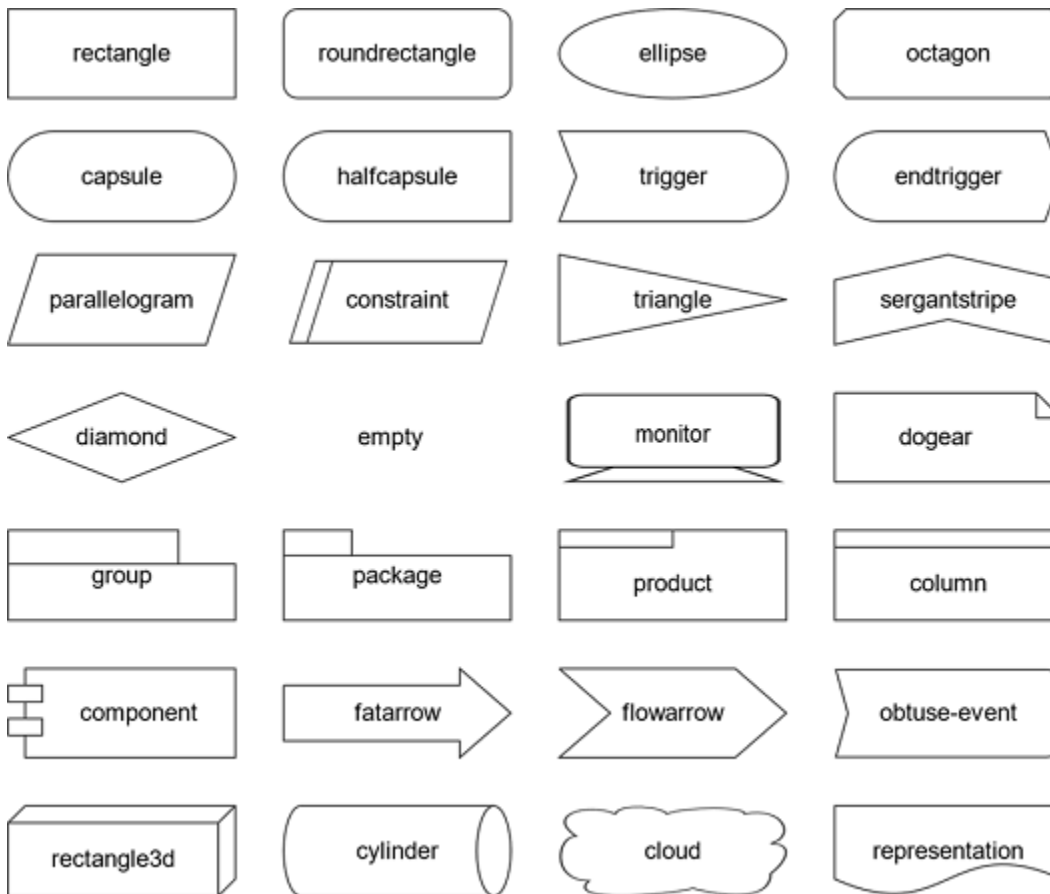 rectangle
roundrectangle
ellipse
octagon
capsule
halfcapsule
trigger
endtrigger
parallelogram
constraint
triangle
sergantstripe
diamond
empty
monitor
dogear
group
package
product
column
component
fatarrow
flowarrow
obtuse-event
rectangle3d
cylinder
cloud
representation